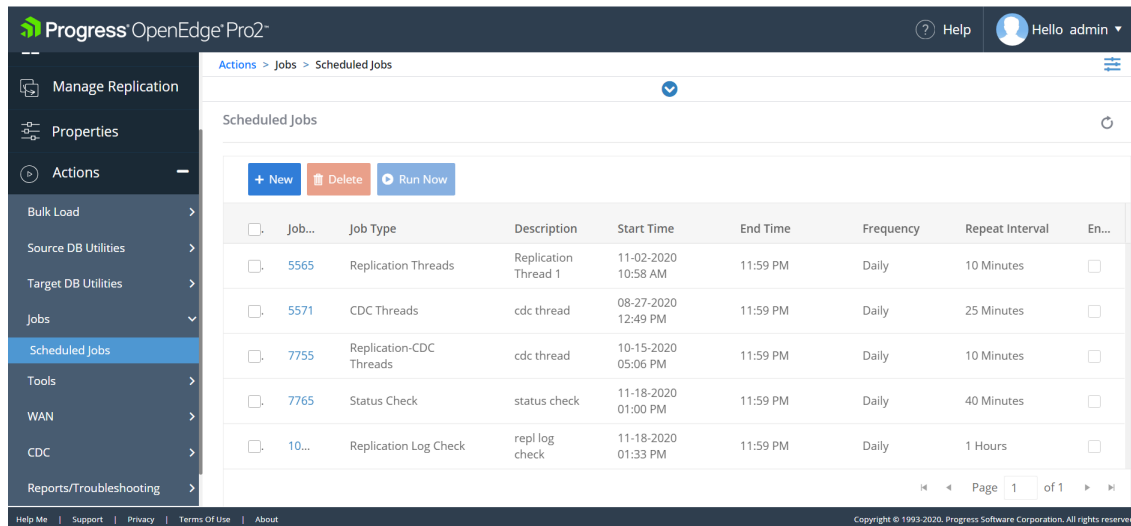 Progress® OpenEdge® Pro2™
? Help
Hello admin ▼
Actions > Jobs > Scheduled Jobs
Manage Replication
Properties
Actions
Bulk Load
Source DB Utilities
Target DB Utilities
Jobs
Scheduled Jobs
Tools
WAN
CDC
Reports/Troubleshooting
Scheduled Jobs
+ New
Delete
Run Now
Job... Job Type Description Start Time End Time Frequency Repeat Interval En...
5565 Replication Threads Replication Thread 1 11-02-2020 10:58 AM 11:59 PM Daily 10 Minutes
5571 CDC Threads cdc thread 08-27-2020 12:49 PM 11:59 PM Daily 25 Minutes
7755 Replication-CDC Threads cdc thread 10-15-2020 05:06 PM 11:59 PM Daily 10 Minutes
7765 Status Check status check 11-18-2020 01:00 PM 11:59 PM Daily 40 Minutes
10... Replication Log Check repl log check 11-18-2020 01:33 PM 11:59 PM Daily 1 Hours
Page 1 of 1
Help Me | Support | Privacy | Terms Of Use | About
Copyright © 1993-2020. Progress Software Corporation. All rights reserve